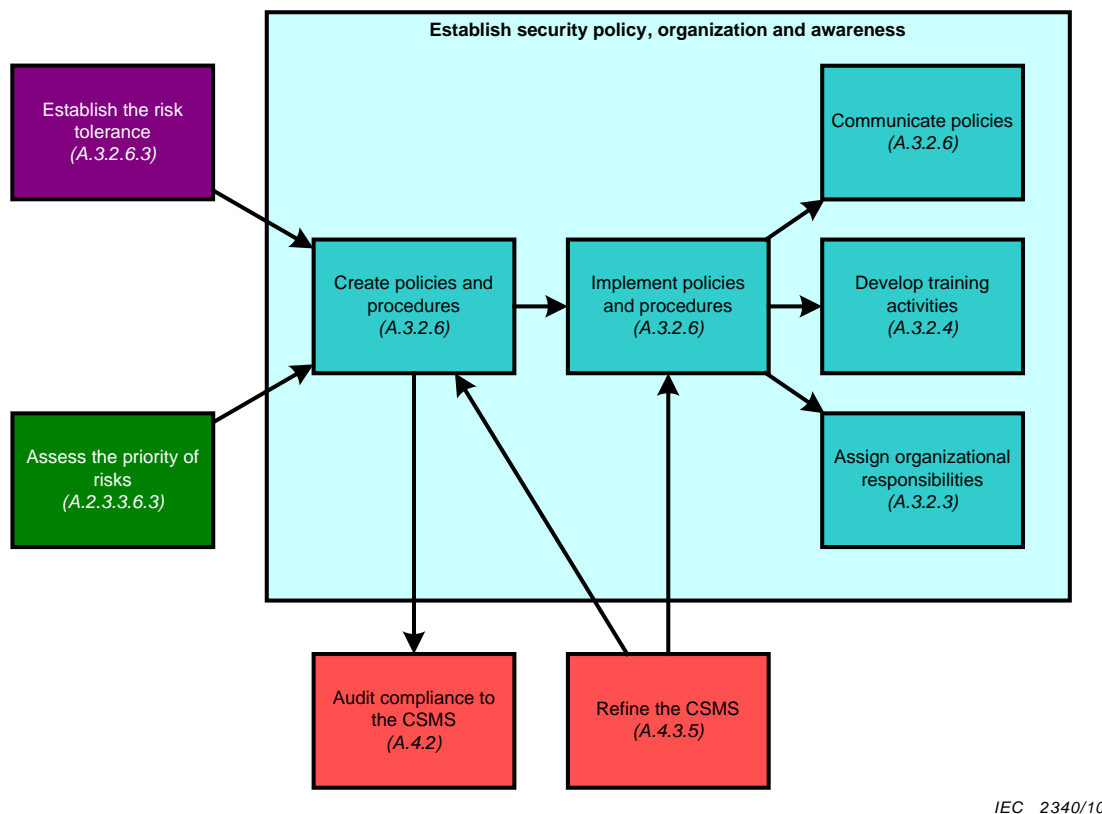 Establish security policy, organization and awareness
Establish the risk
tolerance
(A.3.2.6.3)
Communicate policies
(A.3.2.6)
Create policies and
procedures
(A.3.2.6)
Implement policies
and procedures
(A.3.2.6)
Develop training
activities
(A.3.2.4)
Assess the priority of
risks
(A.2.3.3.6.3)
Assign organizational
responsibilities
(A.3.2.3)
Audit compliance to
the CSMS
(A.4.2)
Refine the CSMS
(A.4.3.5)
IEC 2340/10